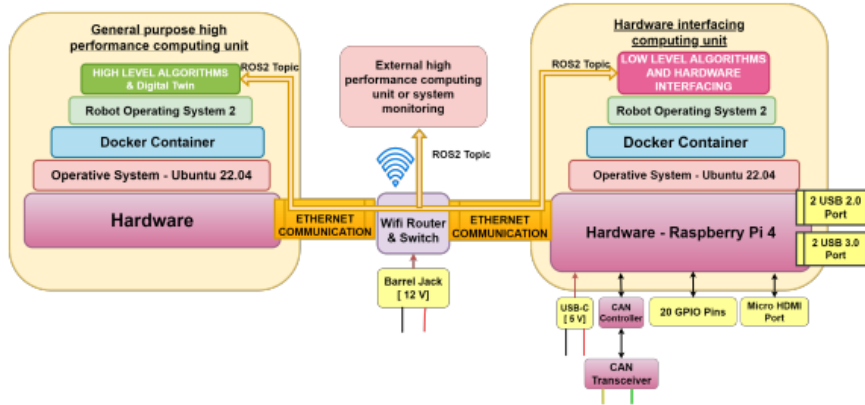 General purpose high
performance computing unit
ROS2 Topic
HIGH LEVEL ALGORITHMS
& Digital Twin
Robot Operating System 2
Docker Container
Operative System - Ubuntu 22.04
Hardware
ETHERNET
COMMUNICATION
External high
performance computing
unit or system
monitoring
ROS2 Topic
Wifi Router
& Switch
Barrel Jack
[ 12 V]
ETHERNET
COMMUNICATION
Hardware interfacing
computing unit
ROS2 Topic
LOW LEVEL ALGORITHMS
AND HARDWARE
INTERFACING
Robot Operating System 2
Docker Container
Operative System - Ubuntu 22.04
Hardware - Raspberry Pi 4
2 USB 2.0
Port
2 USB 3.0
Port
USB-C
[ 5 V]
CAN
Controller
20 GPIO Pins
Micro HDMI
Port
CAN
Transceiver